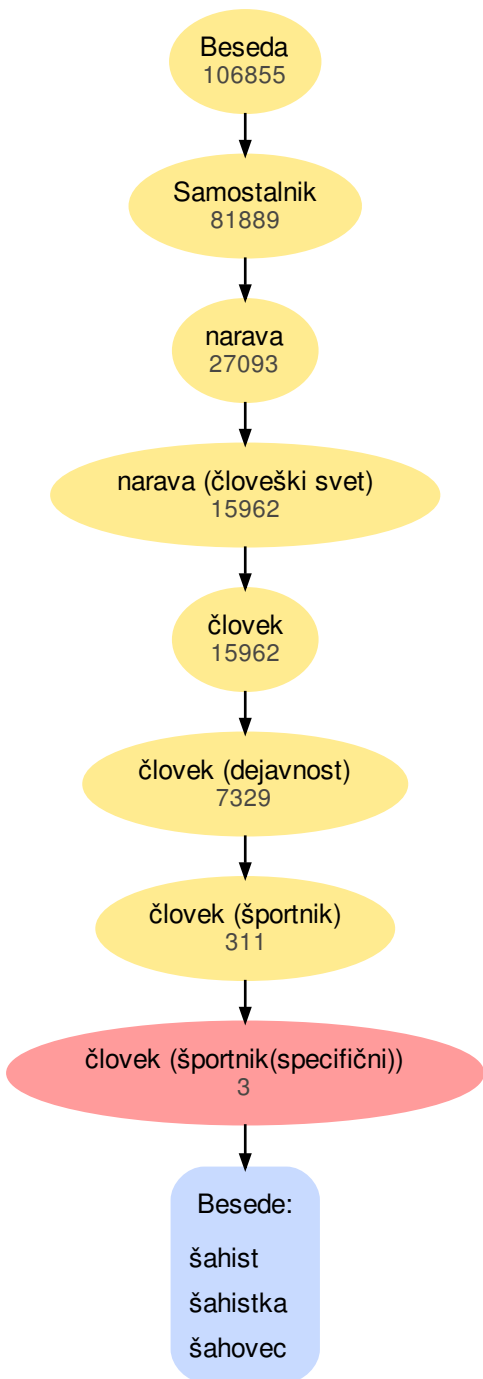 Beseda
106855
Samostalnik
81889
narava
27093
narava (človeški svet)
15962
človek
15962
človek (dejavnost)
7329
človek (športnik)
311
človek (športnik(specifični))
3
Besede:
šahist
šahistka
šahovec